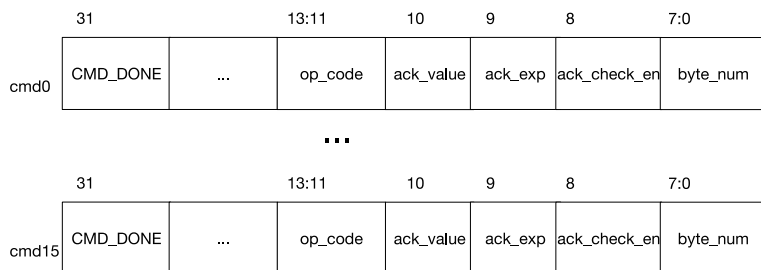 31 13:11 10 9 8 7:0
cmd0 CMD_DONE ... op_code ack_value ack_exp ack_check_en byte_num
...
31 13:11 10 9 8 7:0
cmd15 CMD_DONE ... op_code ack_value ack_exp ack_check_en byte_num